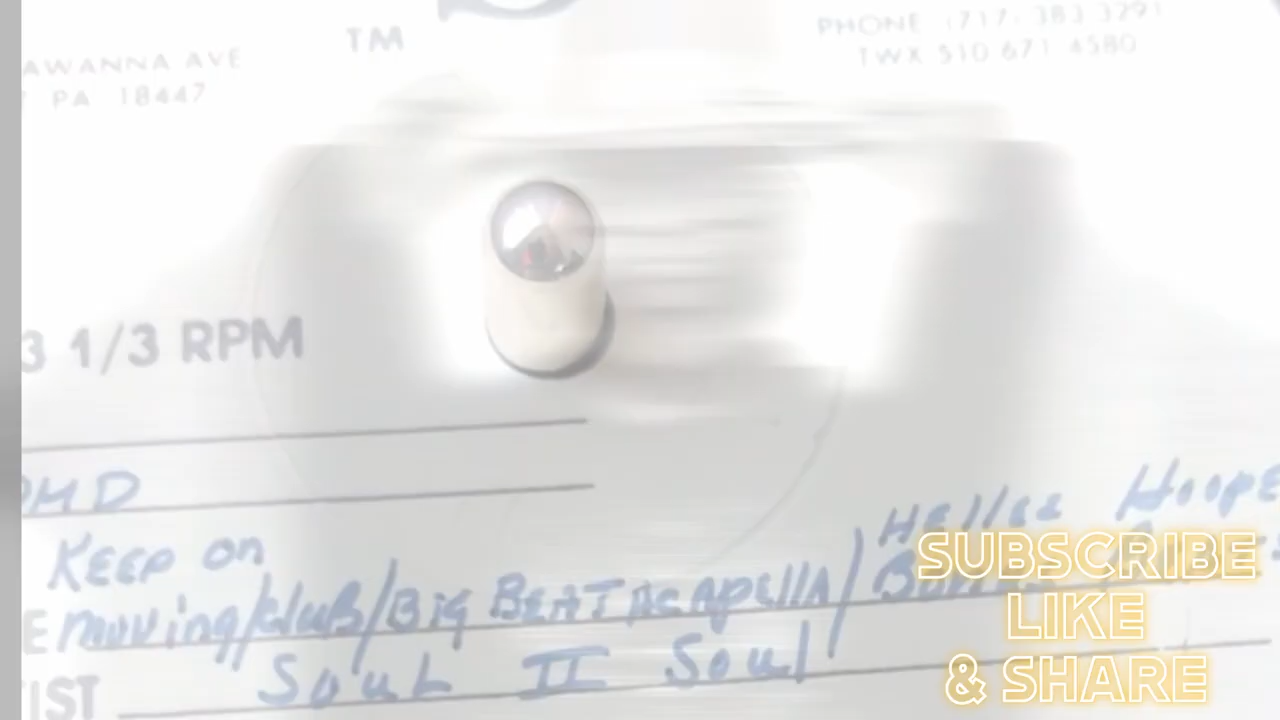 AWANNA AVE
PA 18447
TM
PHONE (717) 383 3291
TWX 510 671 4580
3 1/3 RPM
DMD
Keep on
E moving/club/Big Beat Acapella/
Soul II Soul
IST
SUBSCRIBE
LIKE
& SHARE